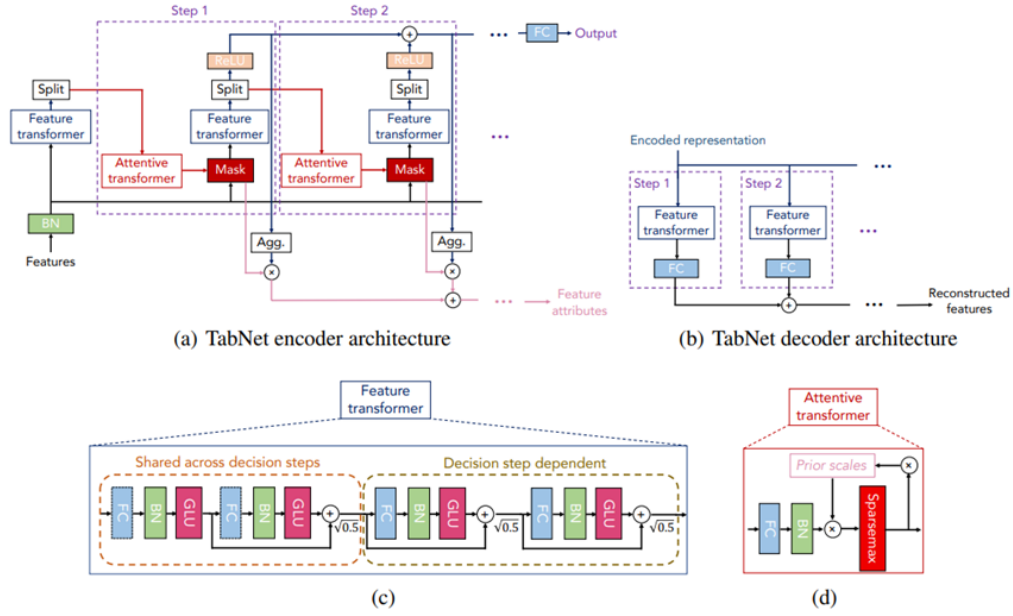 Step 1
Step 2
FC
Output
ReLU
ReLU
Split
Split
Split
Feature
transformer
Feature
transformer
Feature
transformer
Attentive
transformer
Mask
Attentive
transformer
Mask
BN
Features
Agg.
Agg.
Feature
attributes
(a) TabNet encoder architecture
Encoded representation
Step 1
Step 2
Feature
transformer
Feature
transformer
FC
FC
Reconstructed
features
(b) TabNet decoder architecture
Feature
transformer
Shared across decision steps
Decision step dependent
FC
BN
GLU
FC
BN
GLU
√0.5
FC
BN
GLU
√0.5
FC
BN
GLU
√0.5
(c)
Attentive
transformer
Prior scales
FC
BN
Sparsemax
(d)